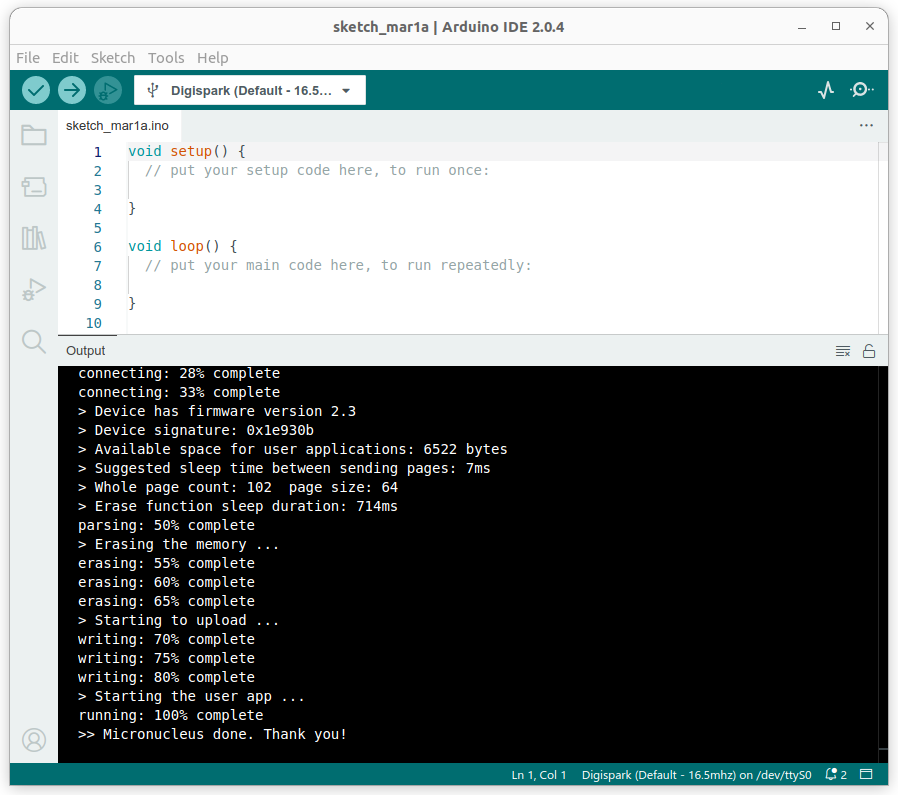 sketch_mar1a | Arduino IDE 2.0.4
File Edit Sketch Tools Help
Digispark (Default - 16.5...
sketch_mar1a.ino
1 void setup() {
2 // put your setup code here, to run once:
3
4 }
5
6 void loop() {
7 // put your main code here, to run repeatedly:
8
9 }
10
Output
connecting: 28% complete
connecting: 33% complete
> Device has firmware version 2.3
> Device signature: 0x1e930b
> Available space for user applications: 6522 bytes
> Suggested sleep time between sending pages: 7ms
> Whole page count: 102  page size: 64
> Erase function sleep duration: 714ms
parsing: 50% complete
> Erasing the memory ...
erasing: 55% complete
erasing: 60% complete
erasing: 65% complete
> Starting to upload ...
writing: 70% complete
writing: 75% complete
writing: 80% complete
> Starting the user app ...
running: 100% complete
>> Micronucleus done. Thank you!
Ln 1, Col 1 Digispark (Default - 16.5mhz) on /dev/ttyS0 2